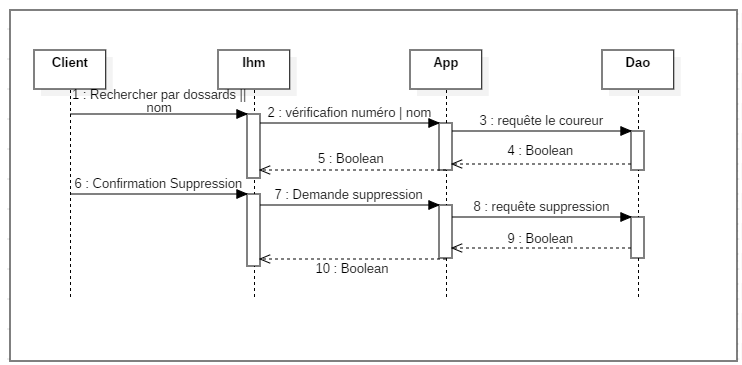 Client
Ihm
App
Dao
1 : Rechercher par dossards ||
nom
2 : vérification numéro | nom
3 : requête le coureur
4 : Boolean
5 : Boolean
6 : Confirmation Suppression
7 : Demande suppression
8 : requête suppression
9 : Boolean
10 : Boolean